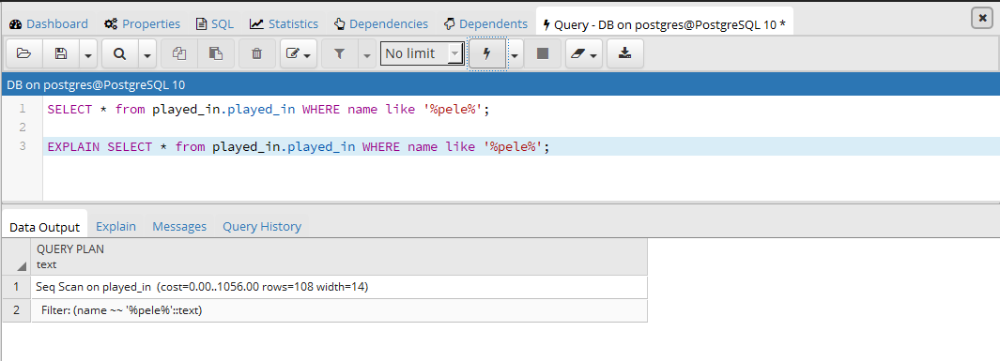 Dashboard Properties SQL Statistics Dependencies Dependents Query - DB on postgres@PostgreSQL 10 *
No limit
DB on postgres@PostgreSQL 10
1 SELECT * from played_in.played_in WHERE name like '%pele%';
2
3 EXPLAIN SELECT * from played_in.played_in WHERE name like '%pele%';
Data Output Explain Messages Query History
QUERY PLAN
text
1 Seq Scan on played_in (cost=0.00..1056.00 rows=108 width=14)
2 Filter: (name ~~ '%pele%'::text)